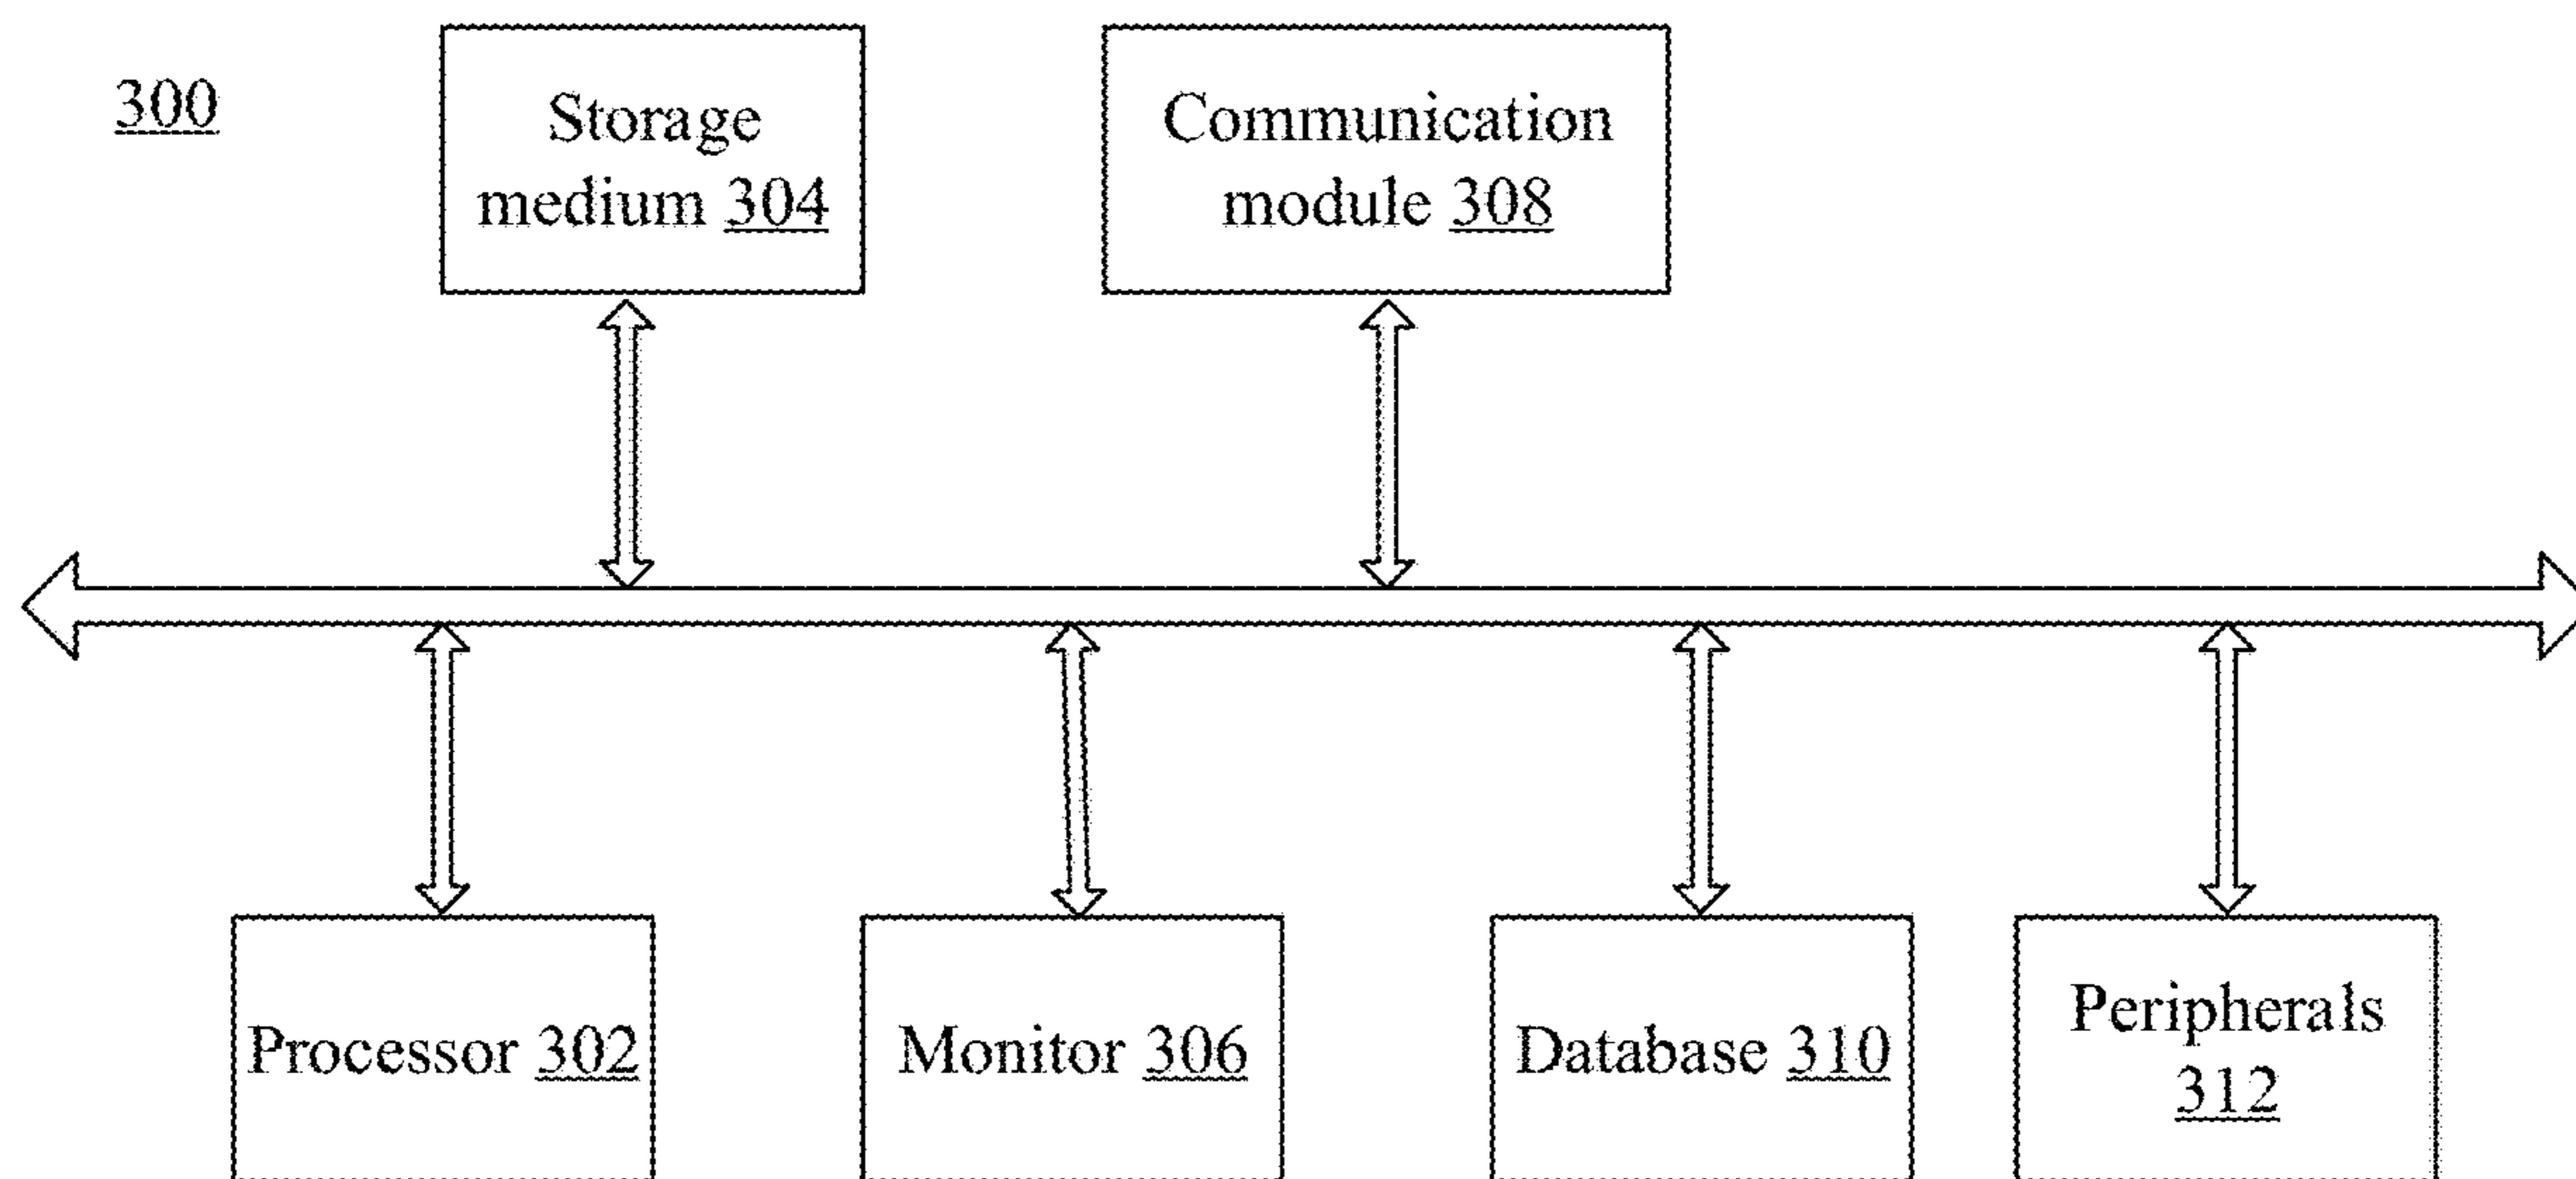 300
Storage
medium 304
Communication
module 308
Processor 302
Monitor 306
Database 310
Peripherals
312